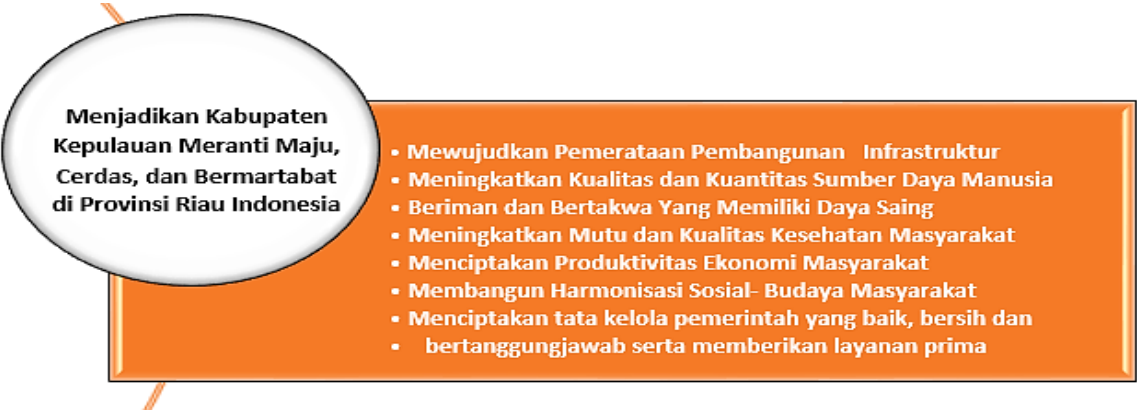 Menjadikan Kabupaten
Kepulauan Meranti Maju,
Cerdas, dan Bermartabat
di Provinsi Riau Indonesia
• Mewujudkan Pemerataan Pembangunan Infrastruktur
• Meningkatkan Kualitas dan Kuantitas Sumber Daya Manusia
• Beriman dan Bertakwa Yang Memiliki Daya Saing
• Meningkatkan Mutu dan Kualitas Kesehatan Masyarakat
• Menciptakan Produktivitas Ekonomi Masyarakat
• Membangun Harmonisasi Sosial- Budaya Masyarakat
• Menciptakan tata kelola pemerintah yang baik, bersih dan
• bertanggungjawab serta memberikan layanan prima